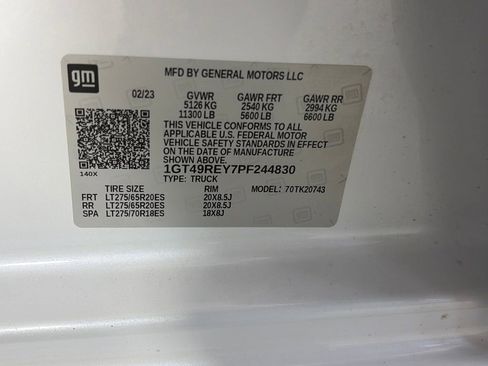 gm
MFD BY GENERAL MOTORS LLC
02/23 GVWR GAWR FRT GAWR RR
5126 KG 2540 KG 2994 KG
11300 LB 5600 LB 6600 LB
THIS VEHICLE CONFORMS TO ALL
APPLICABLE U.S. FEDERAL MOTOR
VEHICLE SAFETY STANDARDS IN EFFECT
ON THE DATE OF MANUFACTURE
SHOWN ABOVE.
1GT49REY7PF244830
140X TYPE: TRUCK
TIRE SIZE RIM MODEL: 70TK20743
FRT LT275/65R20ES 20X8.5J
RR LT275/65R20ES 20X8.5J
SPA LT275/70R18ES 18X8J